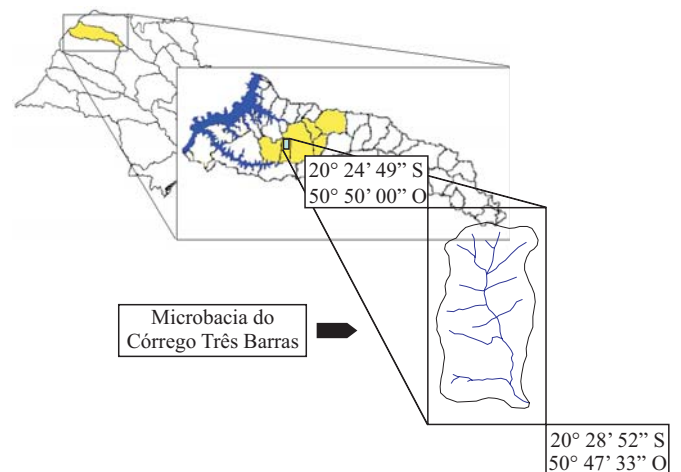 20° 24’ 49” S
50° 50’ 00” O
Microbacia do
Córrego Três Barras
20° 28’ 52” S
50° 47’ 33” O